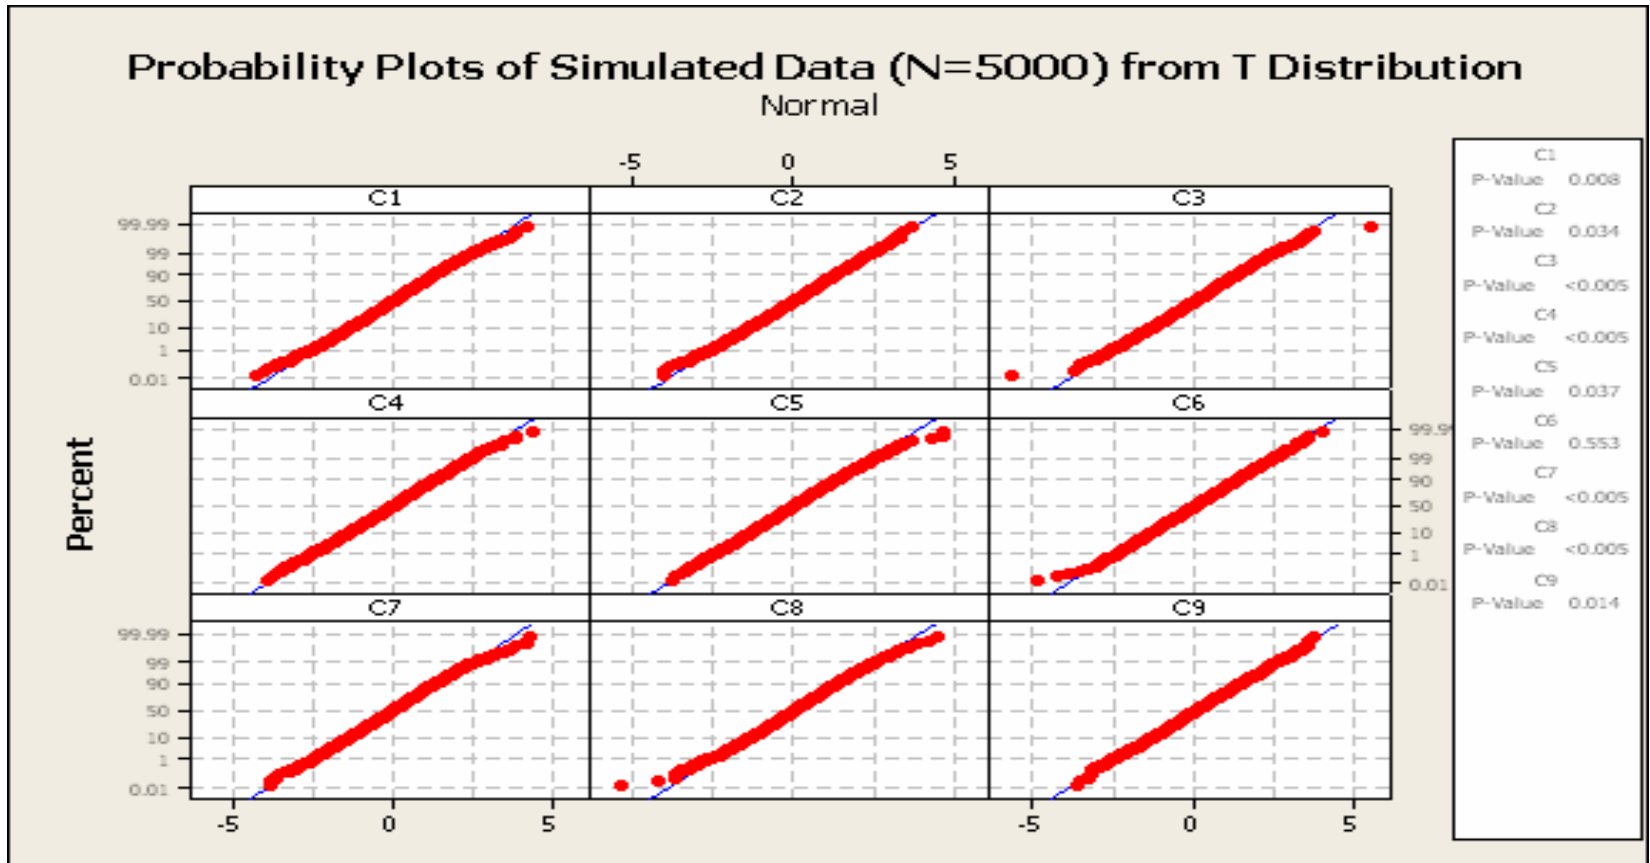 Probability Plots of Simulated Data (N=5000) from T Distribution
Normal
-5 0 5
C1 C2 C3
99.99
99
90
50
10
1
0.01
C4 C5 C6
99.9
99
90
50
10
1
0.01
C7 C8 C9
99.99
99
90
50
10
1
0.01
-5 0 5 -5 0 5
Percent
C1
P-Value 0.008
C2
P-Value 0.034
C3
P-Value <0.005
C4
P-Value <0.005
C5
P-Value 0.037
C6
P-Value 0.553
C7
P-Value <0.005
C8
P-Value <0.005
C9
P-Value 0.014